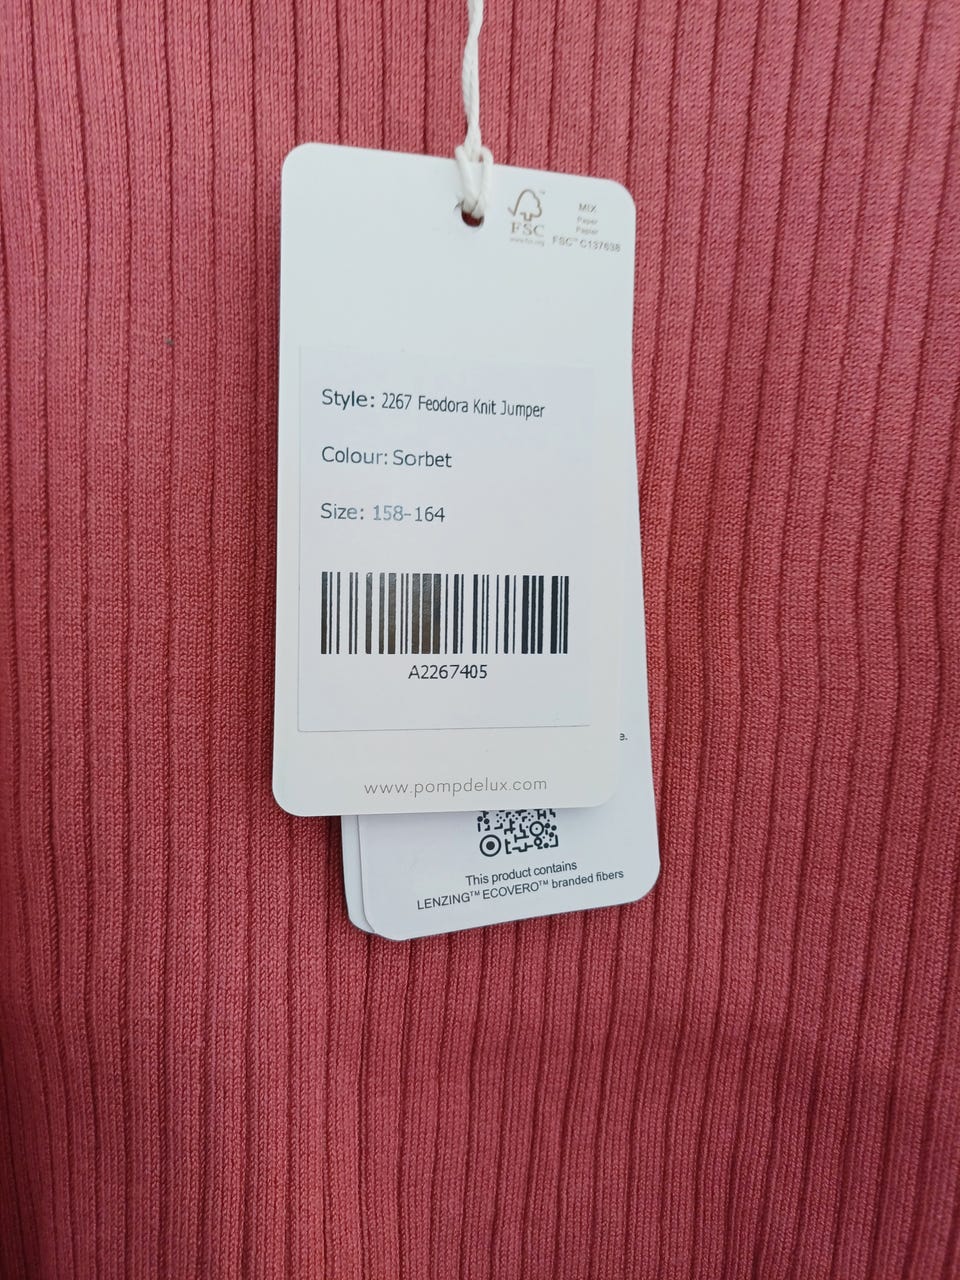 FSC
www.fsc.org
MIX
Paper
Papier
FSC™ C137638
Style: 2267 Feodora Knit Jumper
Colour: Sorbet
Size: 158-164
A2267405
www.pompdelux.com
e.
This product contains
LENZING™ ECOVERO™ branded fibers